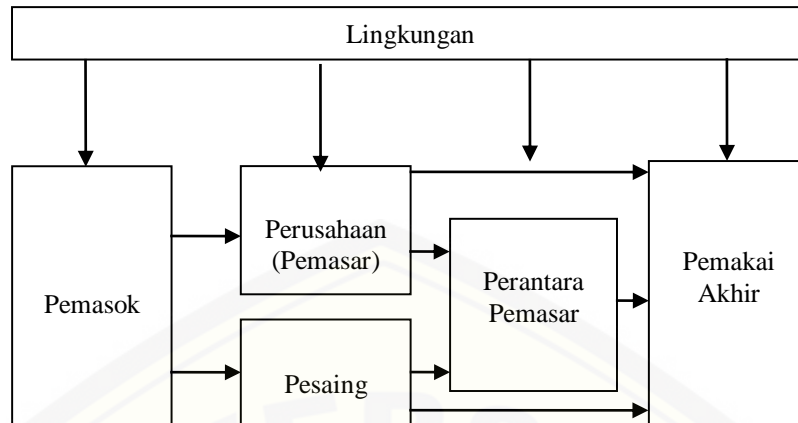 Lingkungan
Perusahaan
(Pemasar)
Pemasok
Perantara
Pemasar
Pemakai
Akhir
Pesaing